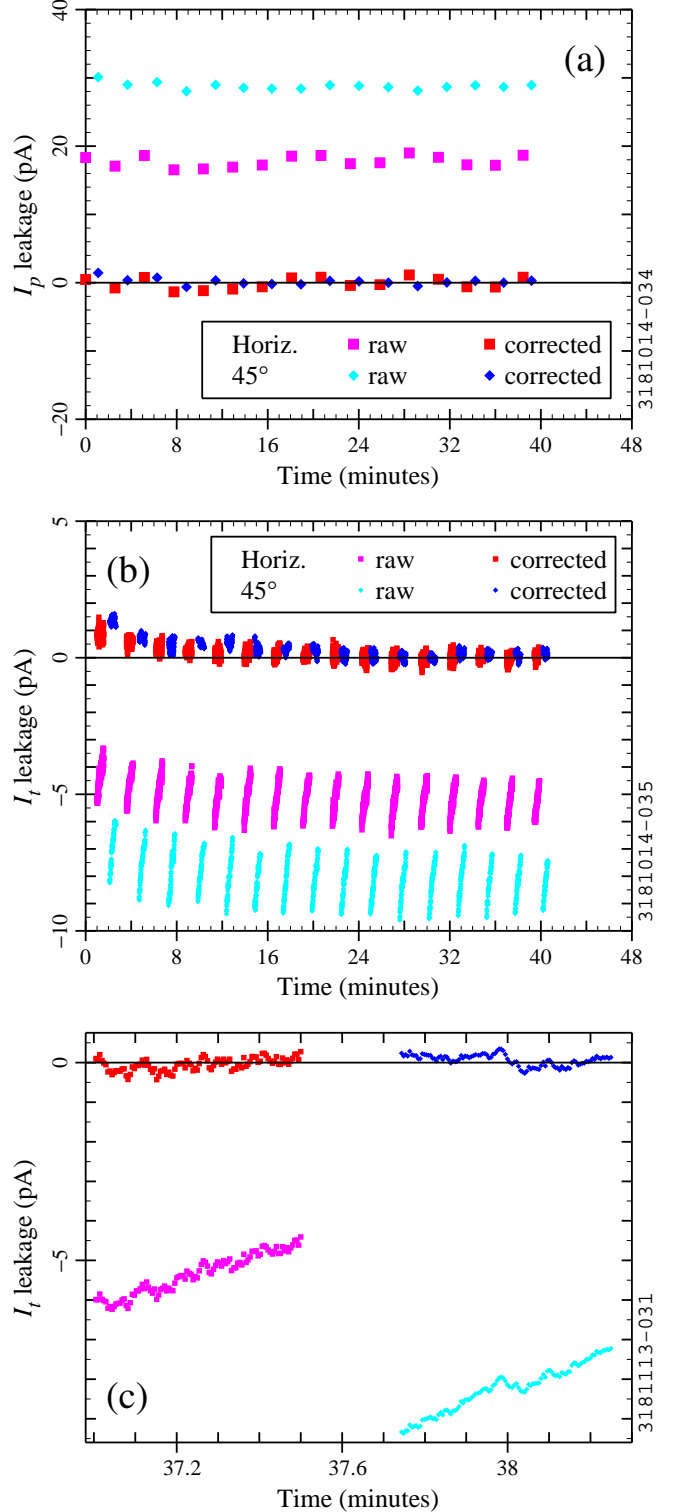 40
(a)
20
0
−20
I_p leakage (pA)
Horiz. raw corrected
45° raw corrected
3181014−034
0 8 16 24 32 40 48
Time (minutes)
5
(b)
Horiz. raw corrected
45° raw corrected
0
−5
−10
I_t leakage (pA)
3181014−035
0 8 16 24 32 40 48
Time (minutes)
0
−5
I_t leakage (pA)
(c)
3181113−031
37.2 37.6 38
Time (minutes)